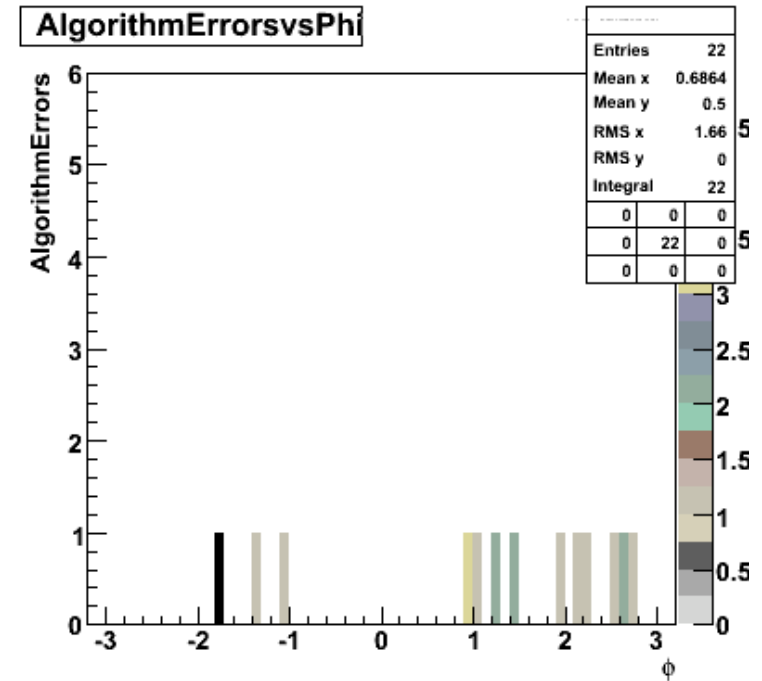 AlgorithmErrorsvsPhi
Entries 22
Mean x 0.6864
Mean y 0.5
RMS x 1.66
RMS y 0
Integral 22
0 0 0
0 22 0
0 0 0
AlgorithmErrors
6
5
4
3
2
1
0
-3 -2 -1 0 1 2 3
ϕ
5
5
3
2.5
2
1.5
1
0.5
0